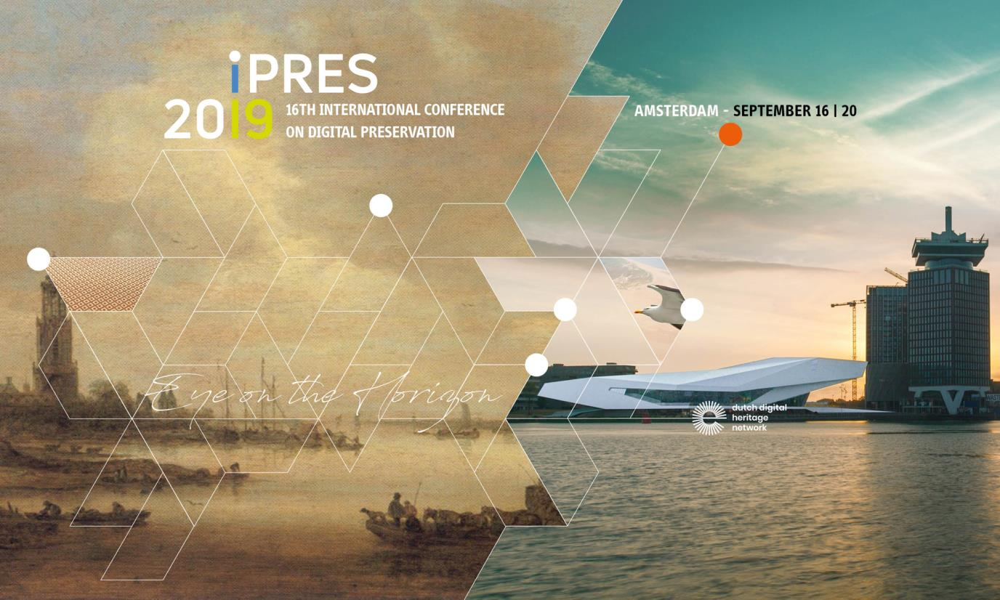 iPRES
2019
16TH INTERNATIONAL CONFERENCE
ON DIGITAL PRESERVATION
AMSTERDAM - SEPTEMBER 16 | 20
Eye on the Horizon
dutch digital
heritage
network